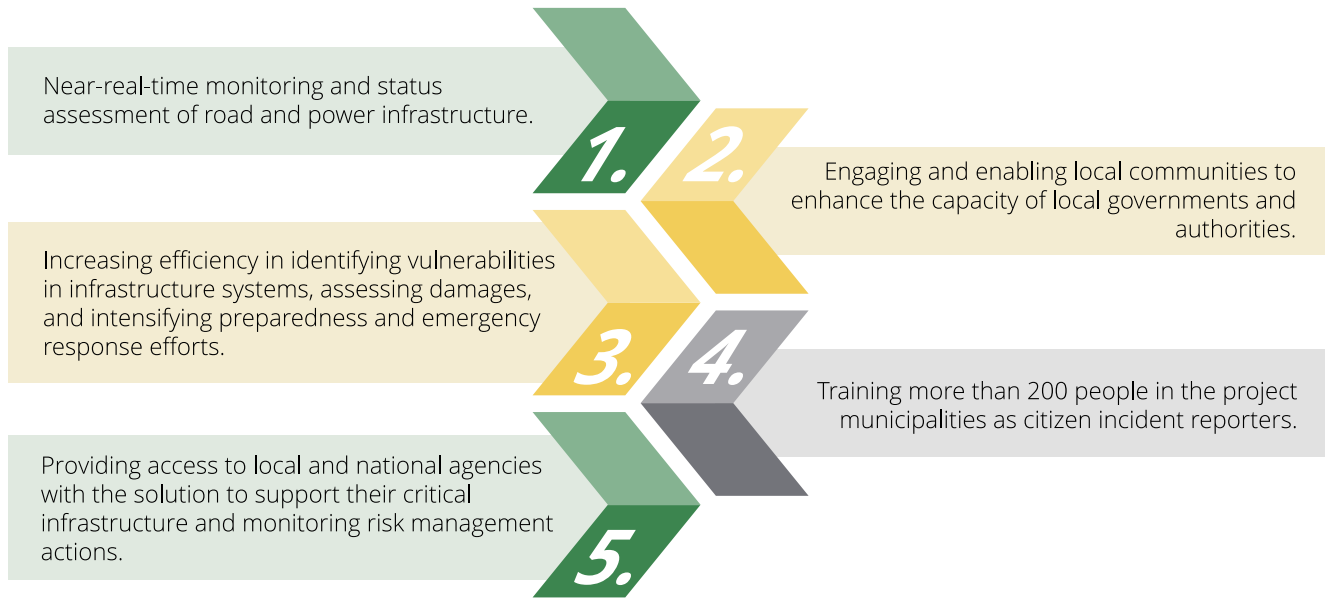 1.
Near-real-time monitoring and status
assessment of road and power infrastructure.
2.
Engaging and enabling local communities to
enhance the capacity of local governments and
authorities.
3.
Increasing efficiency in identifying vulnerabilities
in infrastructure systems, assessing damages,
and intensifying preparedness and emergency
response efforts.
4.
Training more than 200 people in the project
municipalities as citizen incident reporters.
5.
Providing access to local and national agencies
with the solution to support their critical
infrastructure and monitoring risk management
actions.